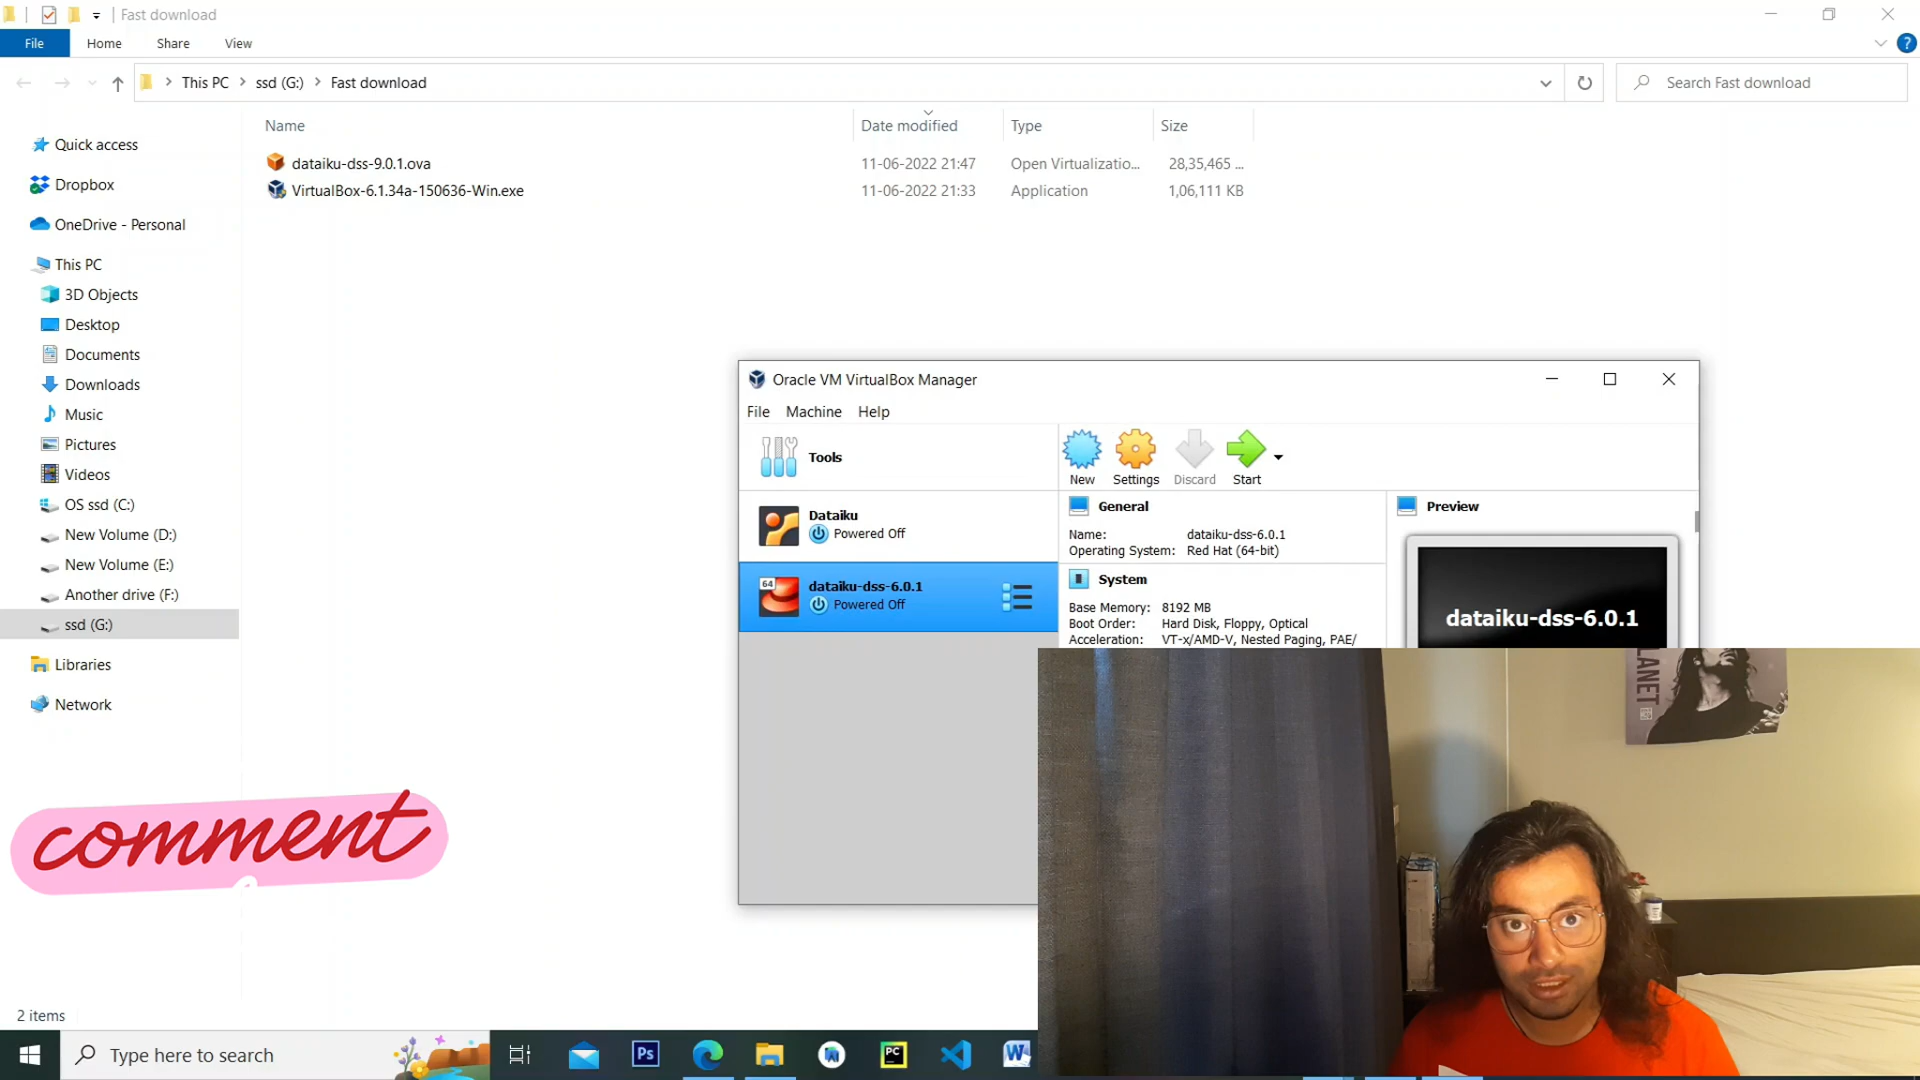 Fast download
File Home Share View ?
This PC ssd (G:) Fast download
Search Fast download
Name Date modified Type Size
dataiku-dss-9.0.1.ova 11-06-2022 21:47 Open Virtualizatio... 28,35,465 ...
VirtualBox-6.1.34a-150636-Win.exe 11-06-2022 21:33 Application 1,06,111 KB
Quick access
Dropbox
OneDrive - Personal
This PC
3D Objects
Desktop
Documents
Downloads
Music
Pictures
Videos
OS ssd (C:)
New Volume (D:)
New Volume (E:)
Another drive (F:)
ssd (G:)
Libraries
Network
Oracle VM VirtualBox Manager
File Machine Help
Tools
New Settings Discard Start
Dataiku
Powered Off
64
dataiku-dss-6.0.1
Powered Off
General
Name: dataiku-dss-6.0.1
Operating System: Red Hat (64-bit)
System
Base Memory: 8192 MB
Boot Order: Hard Disk, Floppy, Optical
Acceleration: VT-x/AMD-V, Nested Paging, PAE/
Preview
dataiku-dss-6.0.1
LANET
comment
2 items
Type here to search
Ps
PC
W